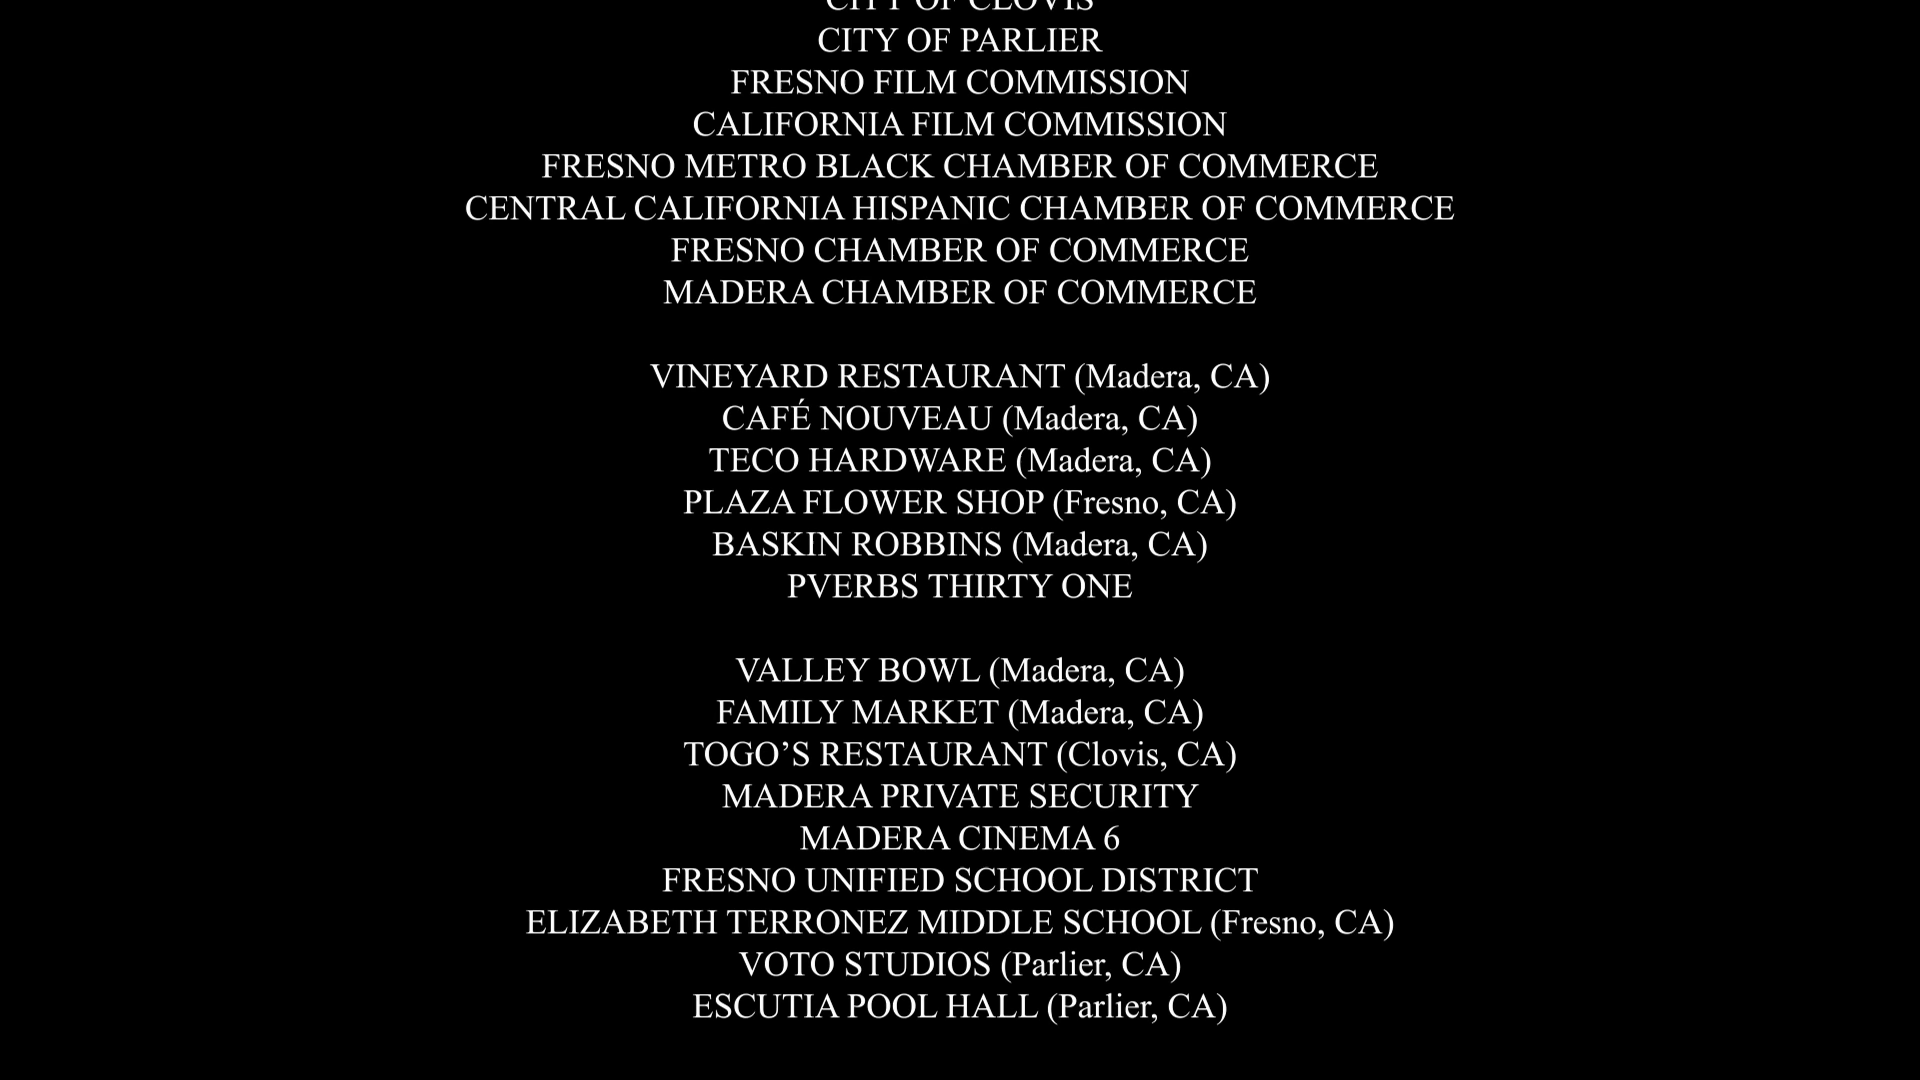 CITY OF CLOVIS
CITY OF PARLIER
FRESNO FILM COMMISSION
CALIFORNIA FILM COMMISSION
FRESNO METRO BLACK CHAMBER OF COMMERCE
CENTRAL CALIFORNIA HISPANIC CHAMBER OF COMMERCE
FRESNO CHAMBER OF COMMERCE
MADERA CHAMBER OF COMMERCE
VINEYARD RESTAURANT (Madera, CA)
CAFÉ NOUVEAU (Madera, CA)
TECO HARDWARE (Madera, CA)
PLAZA FLOWER SHOP (Fresno, CA)
BASKIN ROBBINS (Madera, CA)
PVERBS THIRTY ONE
VALLEY BOWL (Madera, CA)
FAMILY MARKET (Madera, CA)
TOGO’S RESTAURANT (Clovis, CA)
MADERA PRIVATE SECURITY
MADERA CINEMA 6
FRESNO UNIFIED SCHOOL DISTRICT
ELIZABETH TERRONEZ MIDDLE SCHOOL (Fresno, CA)
VOTO STUDIOS (Parlier, CA)
ESCUTIA POOL HALL (Parlier, CA)